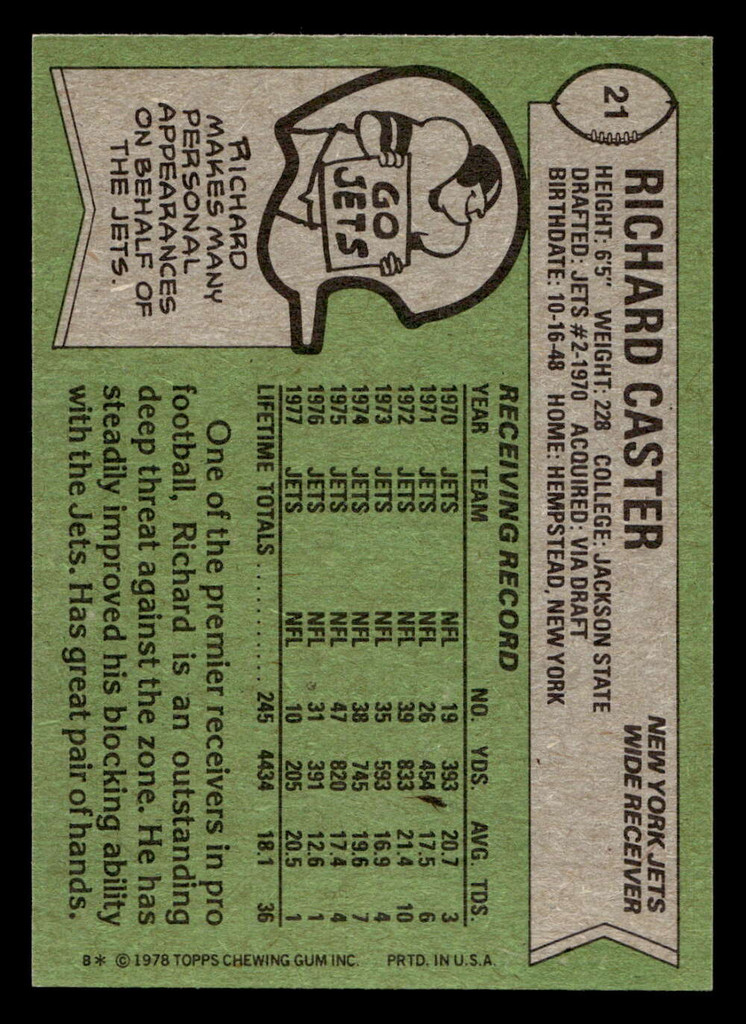 21
RICHARD CASTER
NEW YORK JETS
WIDE RECEIVER
HEIGHT: 6'5" WEIGHT: 228 COLLEGE: JACKSON STATE
DRAFTED: JETS #2-1970 ACQUIRED: VIA DRAFT
BIRTHDATE: 10-16-48 HOME: HEMPSTEAD, NEW YORK
GO
JETS
RICHARD
MAKES MANY
PERSONAL
APPEARANCES
ON BEHALF OF
THE JETS.
RECEIVING RECORD
YEAR TEAM NO. YDS. AVG. TDS.
1970 JETS NFL 19 393 20.7 3
1971 JETS NFL 26 454 17.5 6
1972 JETS NFL 39 833 21.4 10
1973 JETS NFL 35 593 16.9 4
1974 JETS NFL 38 745 19.6 7
1975 JETS NFL 47 820 17.4 4
1976 JETS NFL 31 391 12.6 1
1977 JETS NFL 10 205 20.5 1
LIFETIME TOTALS .......... 245 4434 18.1 36
One of the premier receivers in pro
football, Richard is an outstanding
deep threat against the zone. He has
steadily improved his blocking ability
with the Jets. Has great pair of hands.
8* © 1978 TOPPS CHEWING GUM INC. PRTD. IN U.S.A.